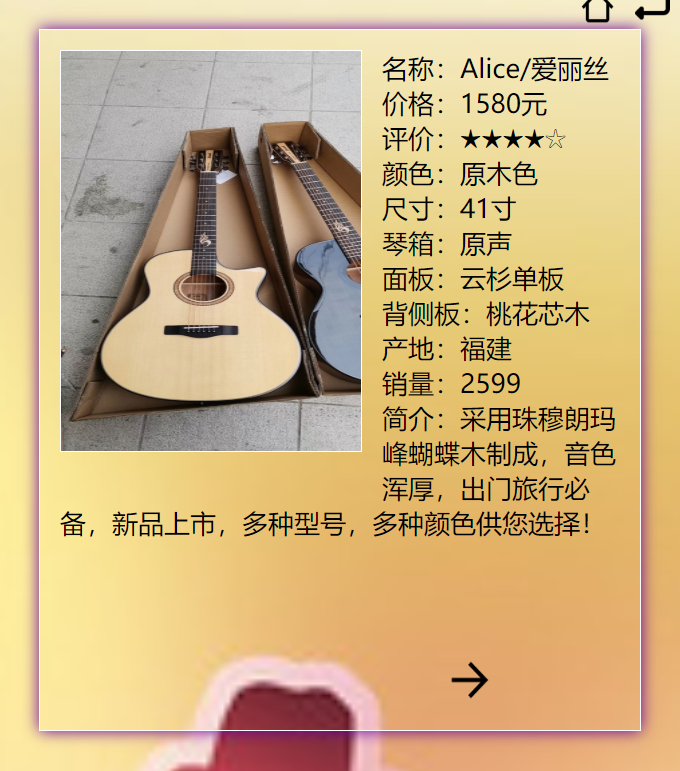 名称：Alice/爱丽丝
价格：1580元
评价：★★★★☆
颜色：原木色
尺寸：41寸
琴箱：原声
面板：云杉单板
背侧板：桃花芯木
产地：福建
销量：2599
简介：采用珠穆朗玛
峰蝴蝶木制成，音色
浑厚，出门旅行必
备，新品上市，多种型号，多种颜色供您选择！